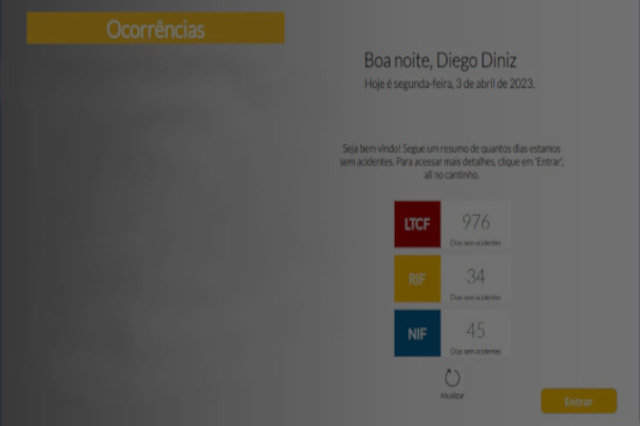 Ocorrências
Boa noite, Diego Diniz
Hoje é segunda-feira, 3 de abril de 2023.
Seja bem vindo! Segue um resumo de quantos dias estamos
sem acidentes. Para acessar mais detalhes, clique em 'Entrar',
ali no cantinho.
LTCF
976
Dias sem acidentes
RIF
34
Dias sem acidentes
NIF
45
Dias sem acidentes
Atualizar
Entrar